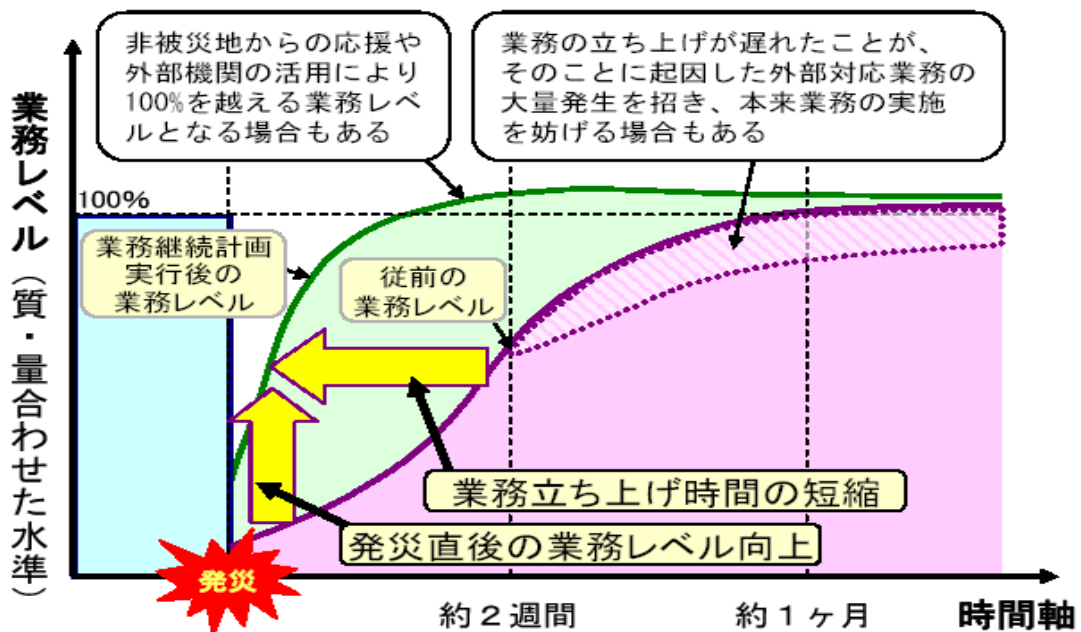 非被災地からの応援や
外部機関の活用により
100%を越える業務レベ
ルとなる場合もある
業務の立ち上げが遅れたことが、
そのことに起因した外部対応業務の
大量発生を招き、本来業務の実施
を妨げる場合もある
業務レベル（質・量合わせた水準）
100%
業務継続計画
実行後の
業務レベル
従前の
業務レベル
業務立ち上げ時間の短縮
発災直後の業務レベル向上
発災
約２週間
約１ヶ月
時間軸